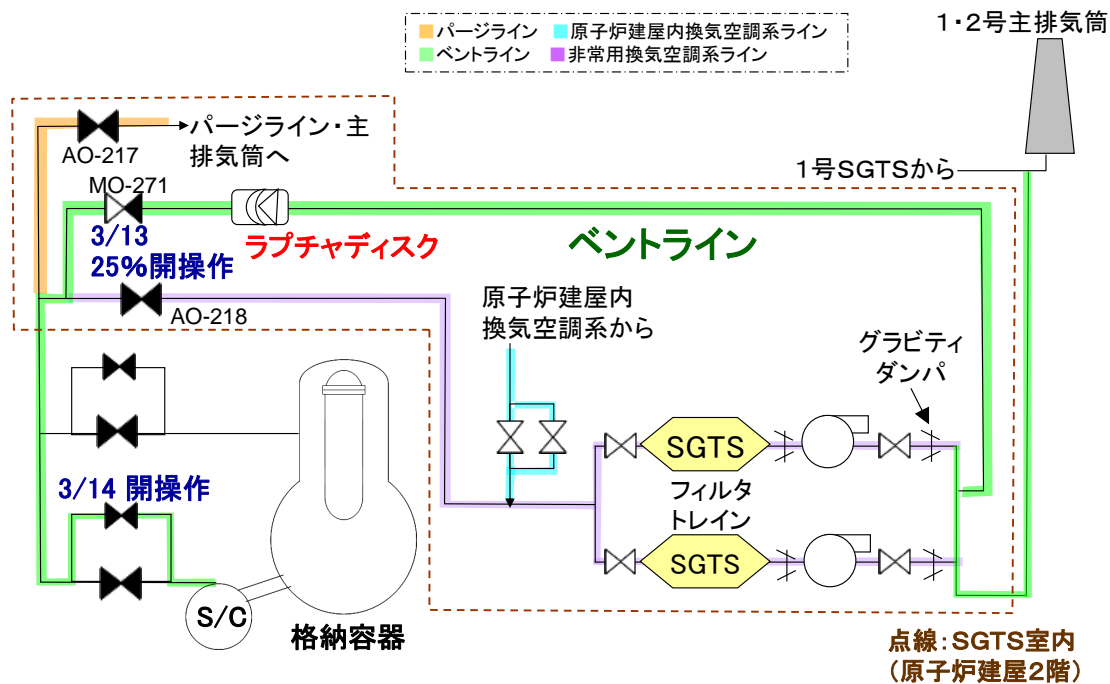 1・2号主排気筒
パージライン
原子炉建屋内換気空調系ライン
ベントライン
非常用換気空調系ライン
パージライン・主
排気筒へ
AO-217
1号SGTSから
MO-271
3/13
25%開操作
ラプチャディスク
ベントライン
AO-218
原子炉建屋内
換気空調系から
グラビティ
ダンパ
SGTS
フィルタ
トレイン
SGTS
3/14 開操作
S/C
格納容器
点線:SGTS室内
(原子炉建屋2階)